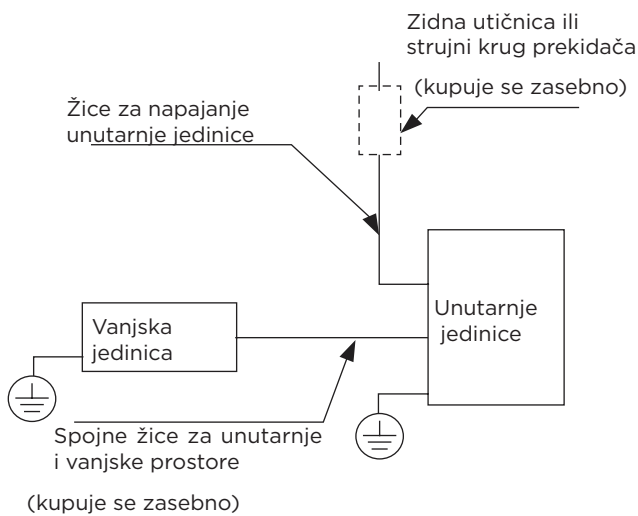 Zidna utičnica ili
strujni krug prekidača
(kupuje se zasebno)
Žice za napajanje
unutarnje jedinice
Unutarnje
jedinice
Vanjska
jedinica
Spojne žice za unutarnje
i vanjske prostore
(kupuje se zasebno)